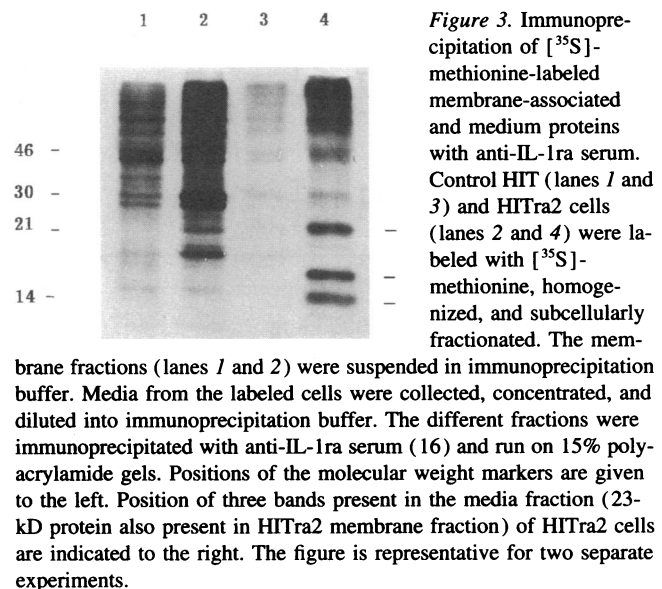 1 2 3 4
46 -
30 -
21 -
14 -
Figure 3. Immunopre-
cipitation of [³⁵S]-
methionine-labeled
membrane-associated
and medium proteins
with anti-IL-1ra serum.
Control HIT (lanes 1 and
3) and HITra2 cells
(lanes 2 and 4) were la-
beled with [³⁵S]-
methionine, homoge-
nized, and subcellularly
fractionated. The mem-
brane fractions (lanes 1 and 2) were suspended in immunoprecipitation
buffer. Media from the labeled cells were collected, concentrated, and
diluted into immunoprecipitation buffer. The different fractions were
immunoprecipitated with anti-IL-1ra serum (16) and run on 15% poly-
acrylamide gels. Positions of the molecular weight markers are given
to the left. Position of three bands present in the media fraction (23-
kD protein also present in HITra2 membrane fraction) of HITra2 cells
are indicated to the right. The figure is representative for two separate
experiments.